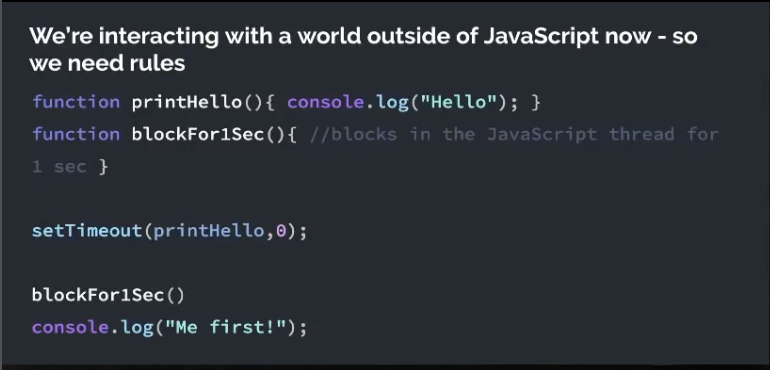 We're interacting with a world outside of JavaScript now - so
we need rules
function printHello(){ console.log("Hello"); }
function blockFor1Sec(){ //blocks in the JavaScript thread for
1 sec }
setTimeout(printHello,0);
blockFor1Sec()
console.log("Me first!");